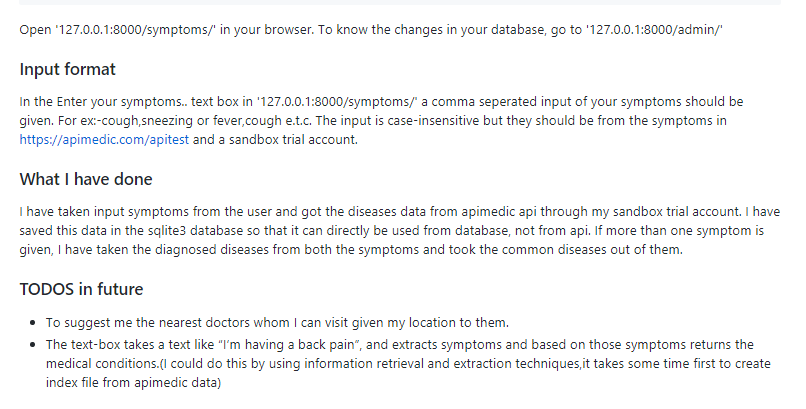 Open '127.0.0.1:8000/symptoms/' in your browser. To know the changes in your database, go to '127.0.0.1:8000/admin/'
Input format
In the Enter your symptoms.. text box in '127.0.0.1:8000/symptoms/' a comma seperated input of your symptoms should be
given. For ex:-cough,sneezing or fever,cough e.t.c. The input is case-insensitive but they should be from the symptoms in
https://apimedic.com/apitest and a sandbox trial account.
What I have done
I have taken input symptoms from the user and got the diseases data from apimedic api through my sandbox trial account. I have
saved this data in the sqlite3 database so that it can directly be used from database, not from api. If more than one symptom is
given, I have taken the diagnosed diseases from both the symptoms and took the common diseases out of them.
TODOS in future
• To suggest me the nearest doctors whom I can visit given my location to them.
• The text-box takes a text like “I’m having a back pain”, and extracts symptoms and based on those symptoms returns the
medical conditions.(I could do this by using information retrieval and extraction techniques,it takes some time first to create
index file from apimedic data)